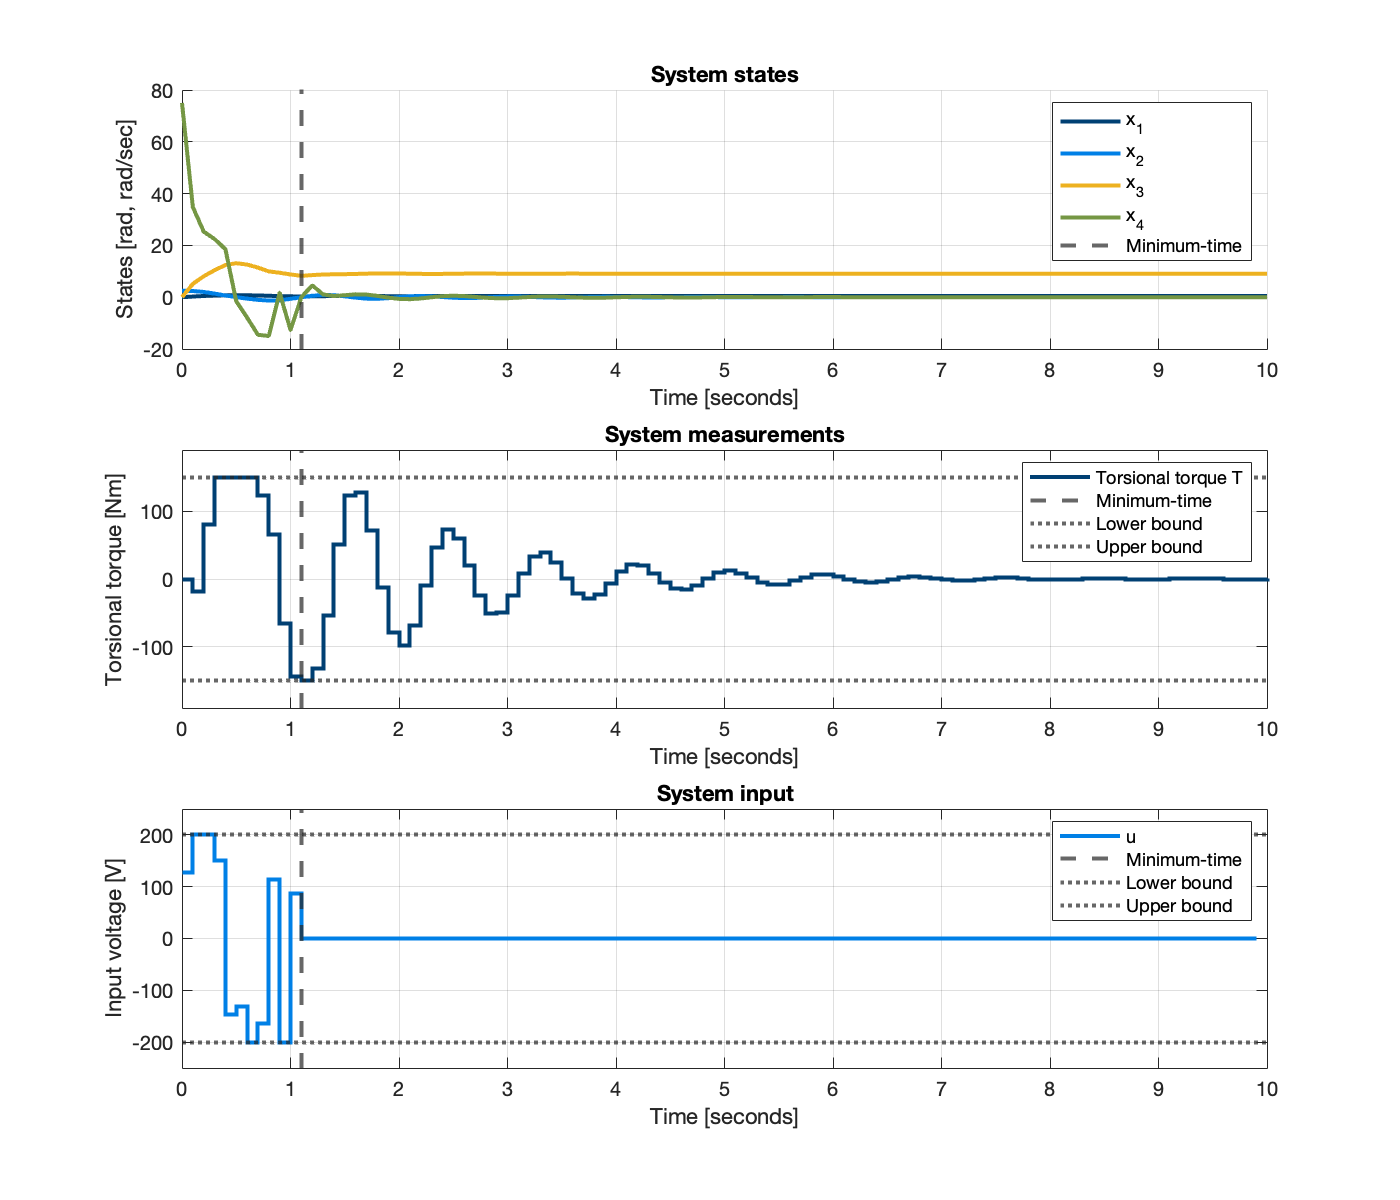 System states
80
60
40
20
0
-20
States [rad, rad/sec]
x1
x2
x3
x4
Minimum-time
0 1 2 3 4 5 6 7 8 9 10
Time [seconds]
System measurements
100
0
-100
Torsional torque [Nm]
Torsional torque T
Minimum-time
Lower bound
Upper bound
0 1 2 3 4 5 6 7 8 9 10
Time [seconds]
System input
200
100
0
-100
-200
Input voltage [V]
u
Minimum-time
Lower bound
Upper bound
0 1 2 3 4 5 6 7 8 9 10
Time [seconds]